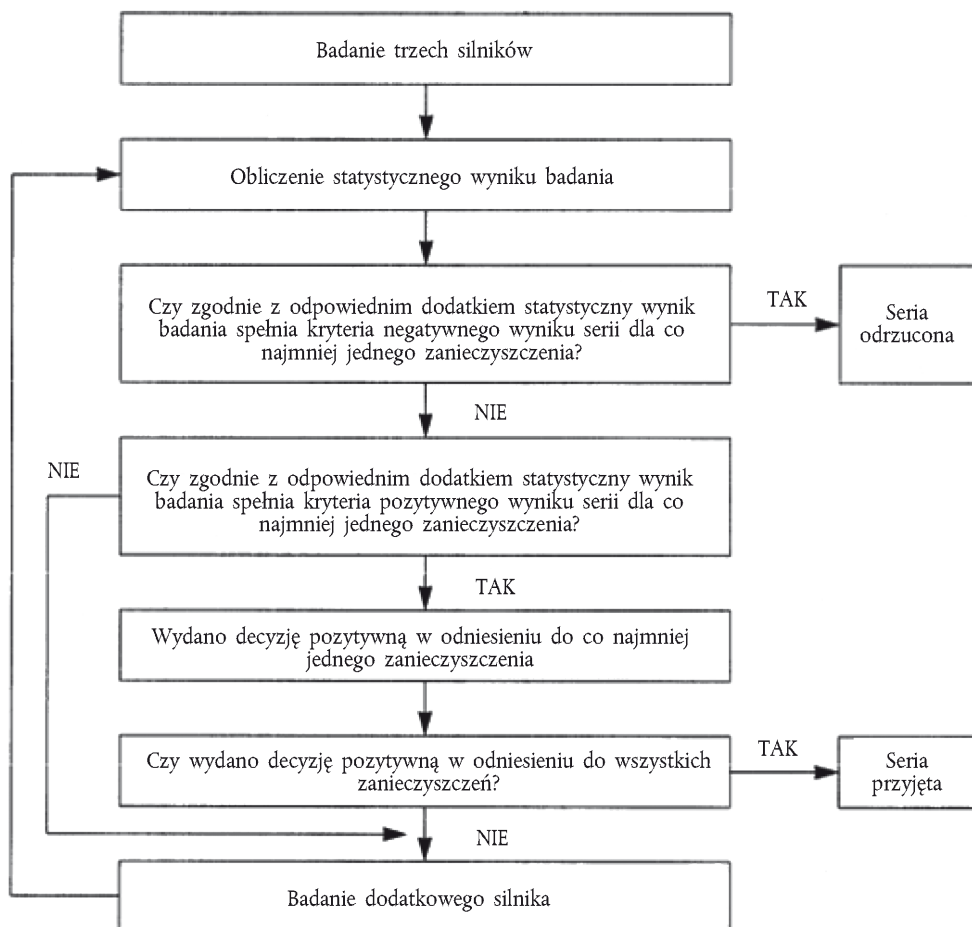 Badanie trzech silników
Obliczenie statystycznego wyniku badania
Czy zgodnie z odpowiednim dodatkiem statystyczny wynik
badania spełnia kryteria negatywnego wyniku serii dla co
najmniej jednego zanieczyszczenia?
TAK
Seria
odrzucona
NIE
NIE
Czy zgodnie z odpowiednim dodatkiem statystyczny wynik
badania spełnia kryteria pozytywnego wyniku serii dla co
najmniej jednego zanieczyszczenia?
TAK
Wydano decyzję pozytywną w odniesieniu do co najmniej
jednego zanieczyszczenia
Czy wydano decyzję pozytywną w odniesieniu do wszystkich
zanieczyszczeń?
TAK
Seria
przyjęta
NIE
Badanie dodatkowego silnika